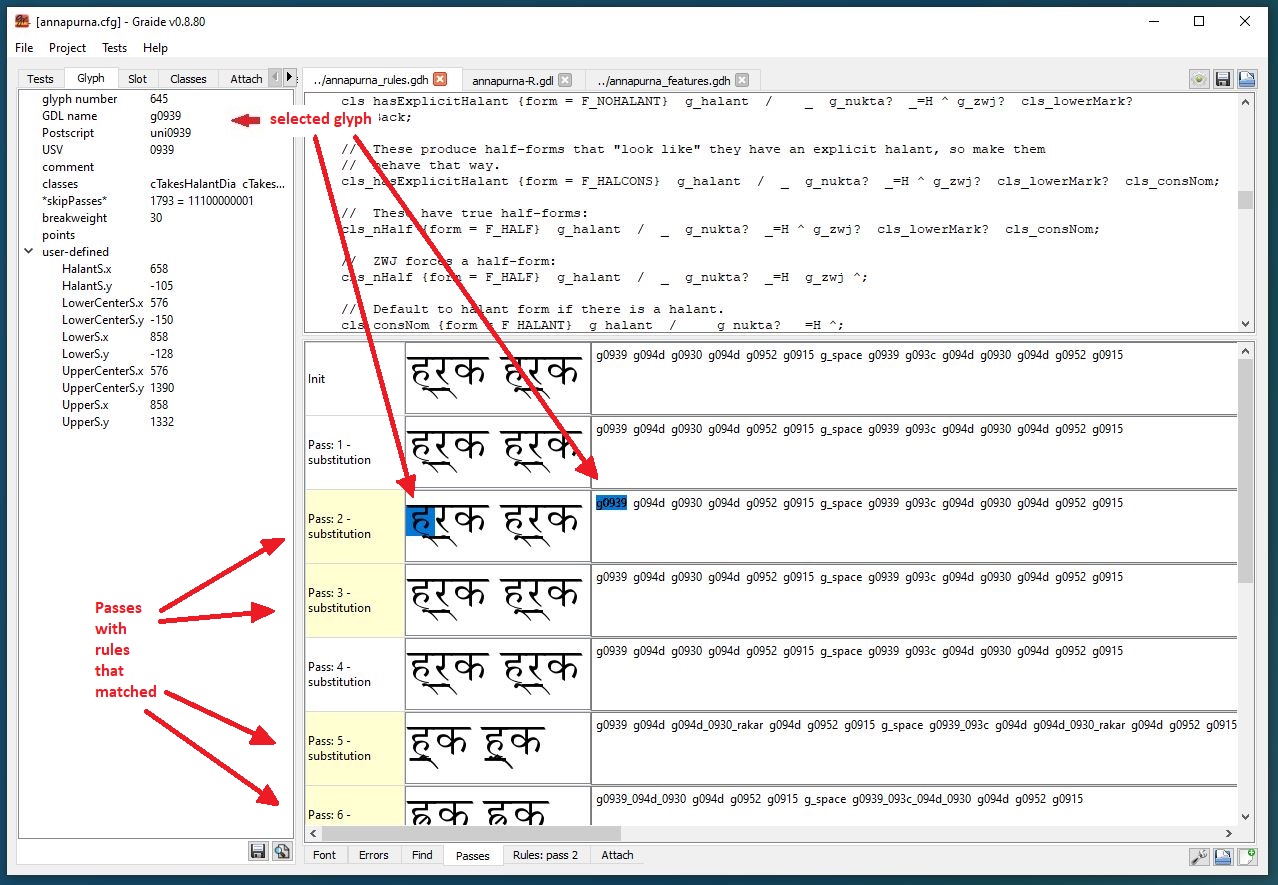 [annapurna.cfg] - Graide v0.8.80
File Project Tests Help
Tests Glyph Slot Classes Attach
glyph number 645
GDL name g0939
Postscript uni0939
USV 0939
comment
classes cTakesHalantDia cTakes...
*skipPasses* 1793 = 11100000001
breakweight 30
points
user-defined
HalantS.x 658
HalantS.y -105
LowerCenterS.x 576
LowerCenterS.y -150
LowerS.x 858
LowerS.y -128
UpperCenterS.x 576
UpperCenterS.y 1390
UpperS.x 858
UpperS.y 1332
selected glyph
Passes
with
rules
that
matched
../annapurna_rules.gdh annapurna-R.gdl ../annapurna_features.gdh
cls_hasExplicitHalant {form = F_NOHALANT} g_halant / _ g_nukta? _=H ^ g_zwj? cls_lowerMark?
ack;
// These produce half-forms that "look like" they have an explicit halant, so make them
// behave that way.
cls_hasExplicitHalant {form = F_HALCONS} g_halant / _ g_nukta? _=H ^ g_zwj? cls_lowerMark? cls_consNom;
// These have true half-forms:
cls_nHalf {form = F_HALF} g_halant / _ g_nukta? _=H ^ g_zwj? cls_lowerMark? cls_consNom;
// ZWJ forces a half-form:
cls_nHalf {form = F_HALF} g_halant / _ g_nukta? _=H g_zwj ^;
// Default to halant form if there is a halant.
cls_consNom {form = F_HALANT} g_halant / _ g_nukta? _=H ^;
Init
g0939 g094d g0930 g094d g0952 g0915 g_space g0939 g093c g094d g0930 g094d g0952 g0915
Pass: 1 -
substitution
g0939 g094d g0930 g094d g0952 g0915 g_space g0939 g093c g094d g0930 g094d g0952 g0915
Pass: 2 -
substitution
g0939 g094d g0930 g094d g0952 g0915 g_space g0939 g093c g094d g0930 g094d g0952 g0915
Pass: 3 -
substitution
g0939 g094d g0930 g094d g0952 g0915 g_space g0939 g093c g094d g0930 g094d g0952 g0915
Pass: 4 -
substitution
g0939 g094d g0930 g094d g0952 g0915 g_space g0939 g093c g094d g0930 g094d g0952 g0915
Pass: 5 -
substitution
g0939 g094d g094d_0930_rakar g094d g0952 g0915 g_space g0939_093c g094d g094d_0930_rakar g094d g0952 g0915
Pass: 6 -
g0939_094d_0930 g094d g0952 g0915 g_space g0939_093c_094d_0930 g094d g0952 g0915
Font Errors Find Passes Rules: pass 2 Attach